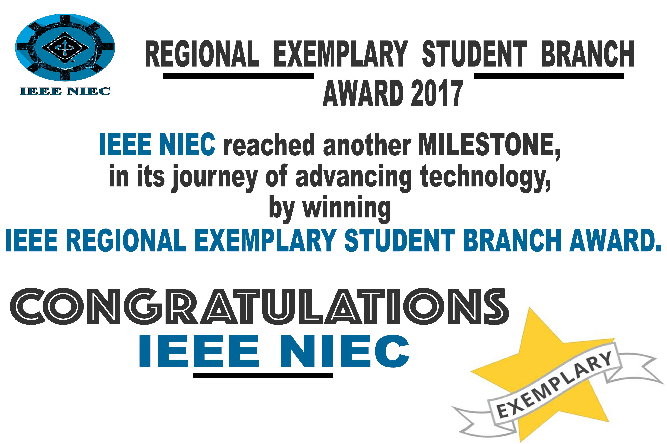 IEEE NIEC
REGIONAL EXEMPLARY STUDENT BRANCH
AWARD 2017
IEEE NIEC reached another MILESTONE,
in its journey of advancing technology,
by winning
IEEE REGIONAL EXEMPLARY STUDENT BRANCH AWARD.
CONGRATULATIONS
IEEE NIEC
EXEMPLARY